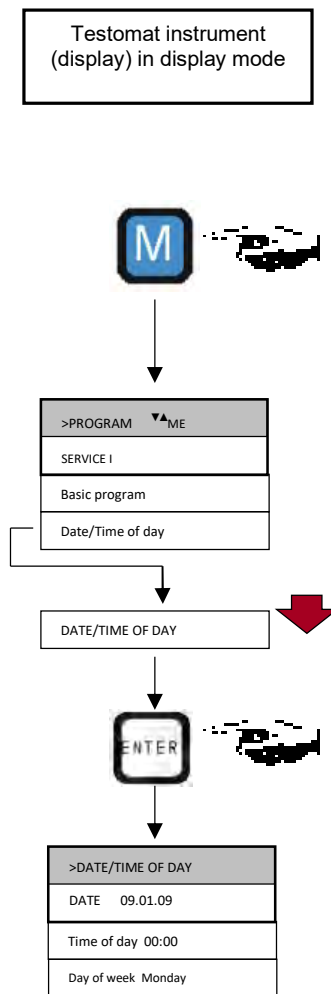 Testomat instrument
(display) in display mode
M
>PROGRAM ▼▲ME
SERVICE I
Basic program
Date/Time of day
DATE/TIME OF DAY
ENTER
>DATE/TIME OF DAY
DATE 09.01.09
Time of day 00:00
Day of week Monday